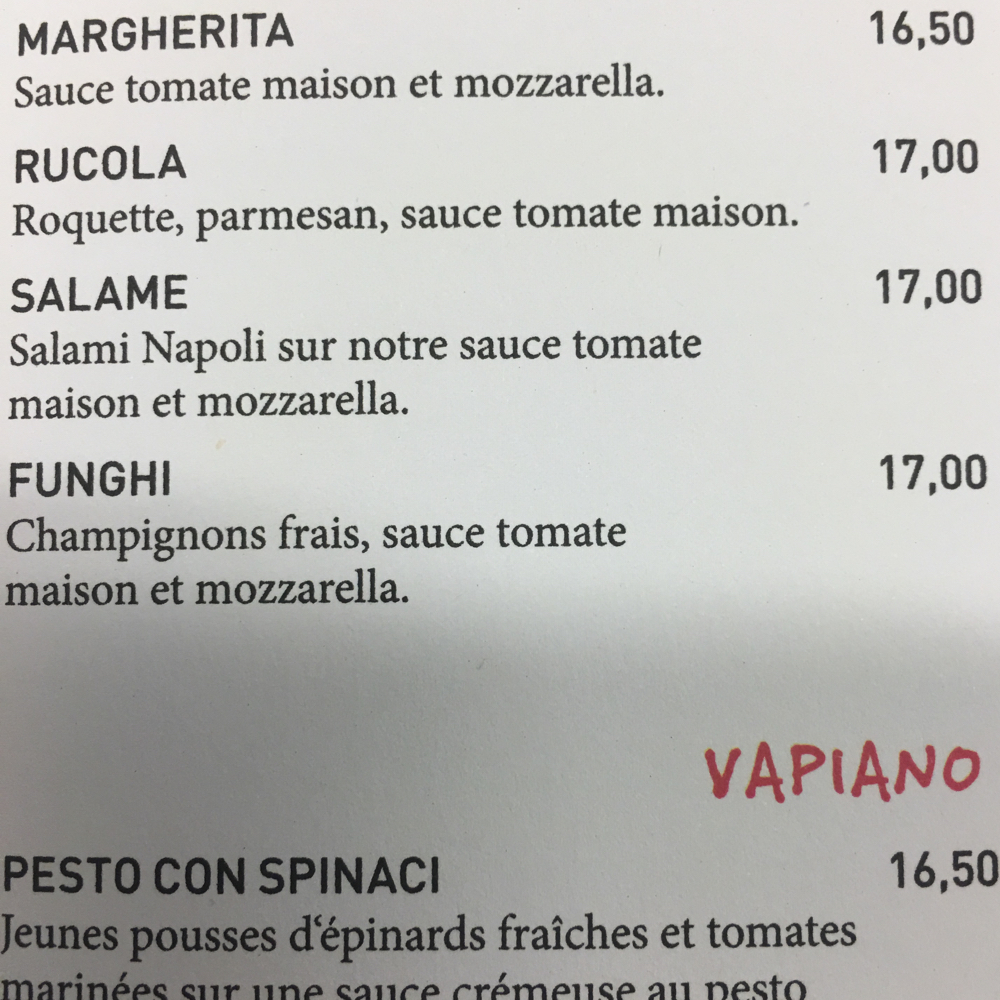 MARGHERITA 16,50
Sauce tomate maison et mozzarella.
RUCOLA 17,00
Roquette, parmesan, sauce tomate maison.
SALAME 17,00
Salami Napoli sur notre sauce tomate
maison et mozzarella.
FUNGHI 17,00
Champignons frais, sauce tomate
maison et mozzarella.
VAPIANO
PESTO CON SPINACI 16,50
Jeunes pousses d‘épinards fraîches et tomates
marinées sur une sauce crémeuse au pesto